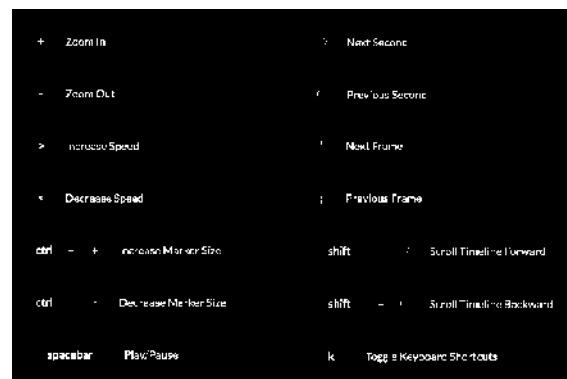 + Zoom In
Next Second
- Zoom Out
Previous Second
> Increase Speed
' Next Frame
< Decrease Speed
; Previous Frame
ctrl + Increase Marker Size
shift Scroll Timeline Forward
ctrl - Decrease Marker Size
shift Scroll Timeline Backward
spacebar Play/Pause
k Toggle Keyboard Shortcuts